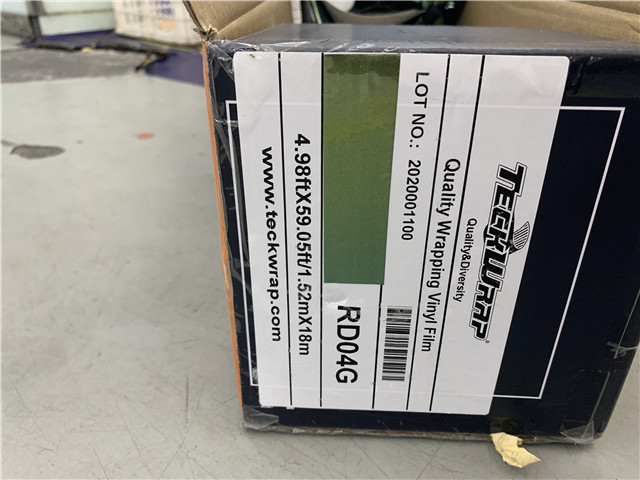 TECKWRAP®
Quality&Diversity
Quality Wrapping Vinyl Film
LOT NO.: 2020001100
RD04G
4.98ftX59.05ft/1.52mX18m
www.teckwrap.com